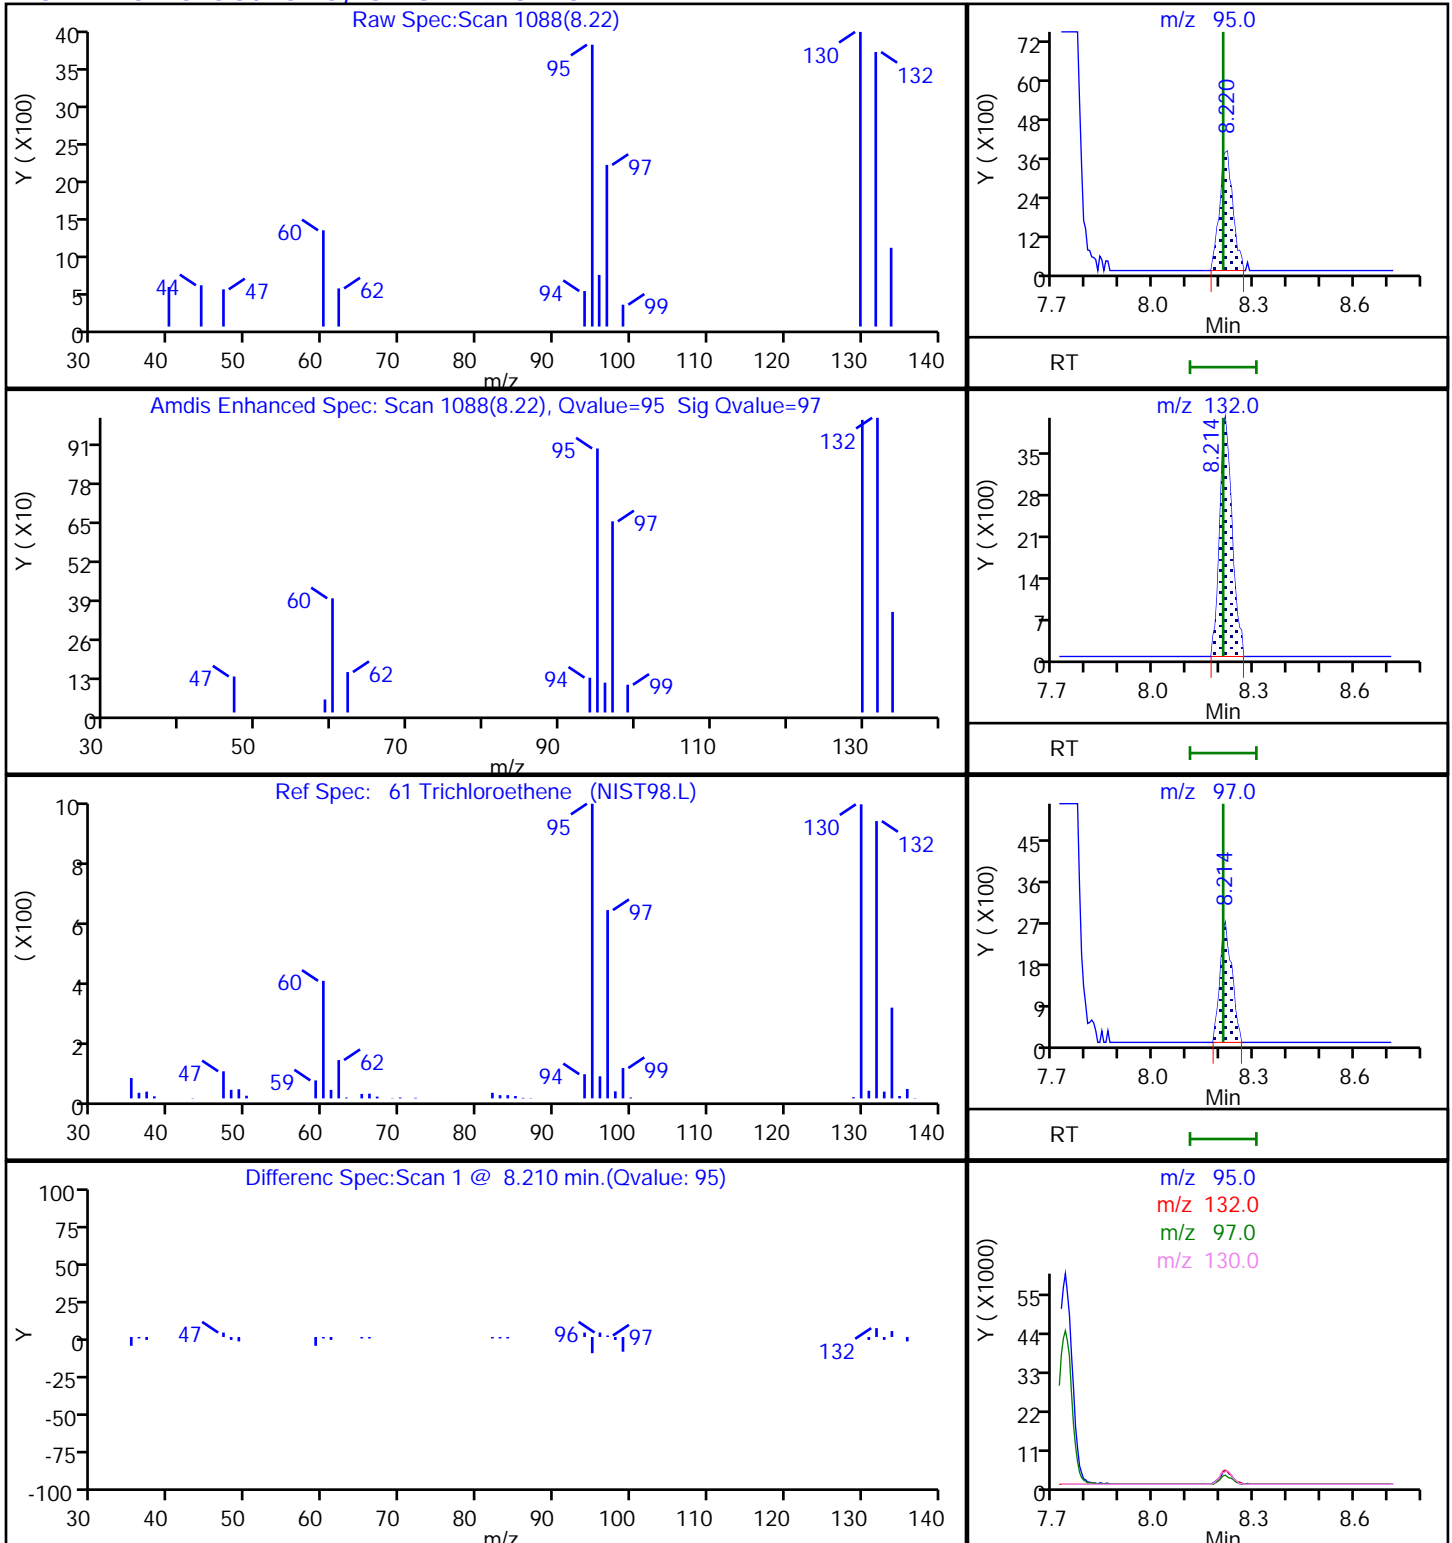 Raw Spec:Scan 1088(8.22)
Y ( X100)
40
35
30
25
20
15
10
5
0
44
47
60
62
94
95
97
99
130
132
30 40 50 60 70 80 90 100 110 120 130 140
m/z
m/z 95.0
Y ( X100)
72
60
48
36
24
12
0
8.220
7.7 8.0 8.3 8.6
Min
RT
Amdis Enhanced Spec: Scan 1088(8.22), Qvalue=95 Sig Qvalue=97
Y ( X10)
91
78
65
52
39
26
13
0
47
60
62
94
95
97
99
132
30 50 70 90 110 130
m/z
m/z 132.0
Y ( X100)
35
28
21
14
7
0
8.214
7.7 8.0 8.3 8.6
Min
RT
Ref Spec: 61 Trichloroethene (NIST98.L)
( X100)
10
8
6
4
2
0
47
59
60
62
94
95
97
99
130
132
30 40 50 60 70 80 90 100 110 120 130 140
m/z 97.0
Y ( X100)
45
36
27
18
9
0
8.214
7.7 8.0 8.3 8.6
Min
RT
Differenc Spec:Scan 1 @ 8.210 min.(Qvalue: 95)
Y
100
75
50
25
0
-25
-50
-75
-100
47
96
97
132
30 40 50 60 70 80 90 100 110 120 130 140
m/z
m/z 95.0
m/z 132.0
m/z 97.0
m/z 130.0
Y ( X1000)
55
44
33
22
11
0
7.7 8.0 8.3 8.6
Min